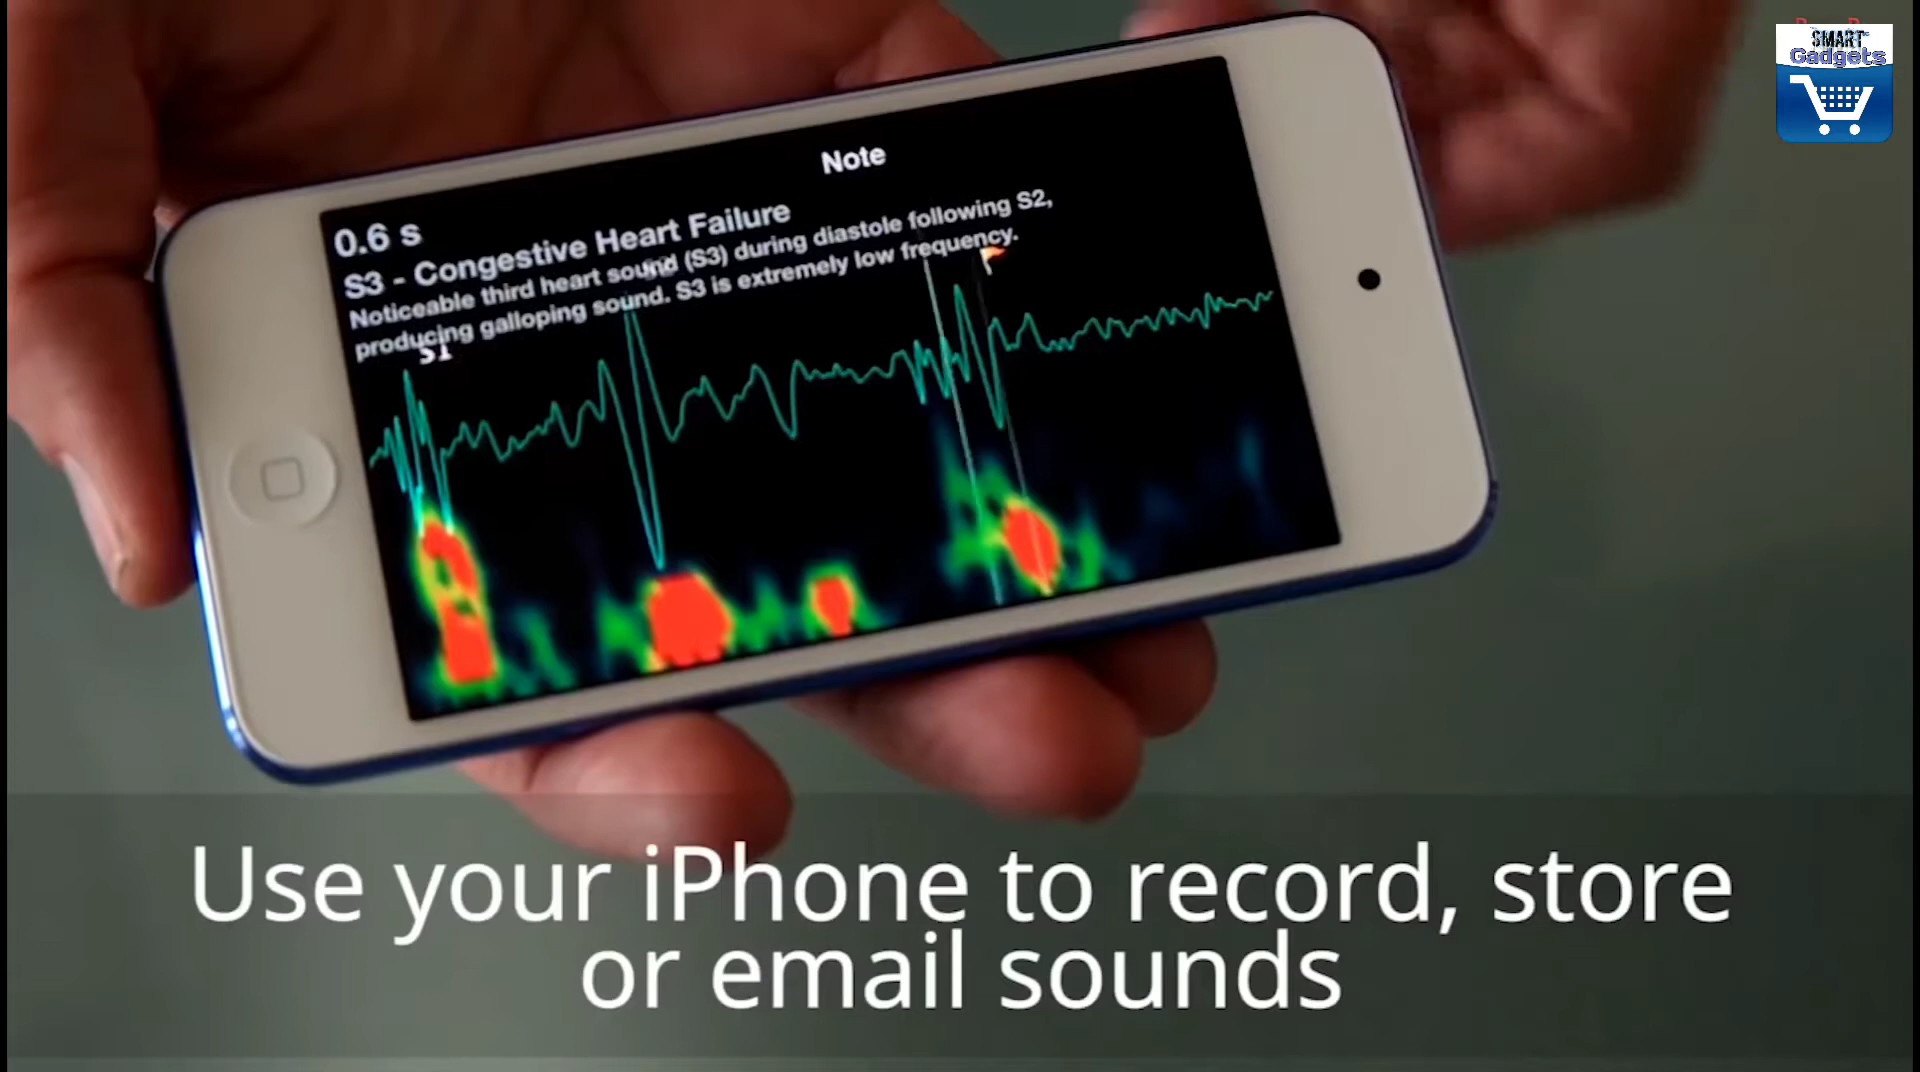 SMART
Gadgets
Note
0.6 s
S3 - Congestive Heart Failure
Noticeable third heart sound (S3) during diastole following S2,
producing galloping sound. S3 is extremely low frequency.
S1
Use your iPhone to record, store
or email sounds